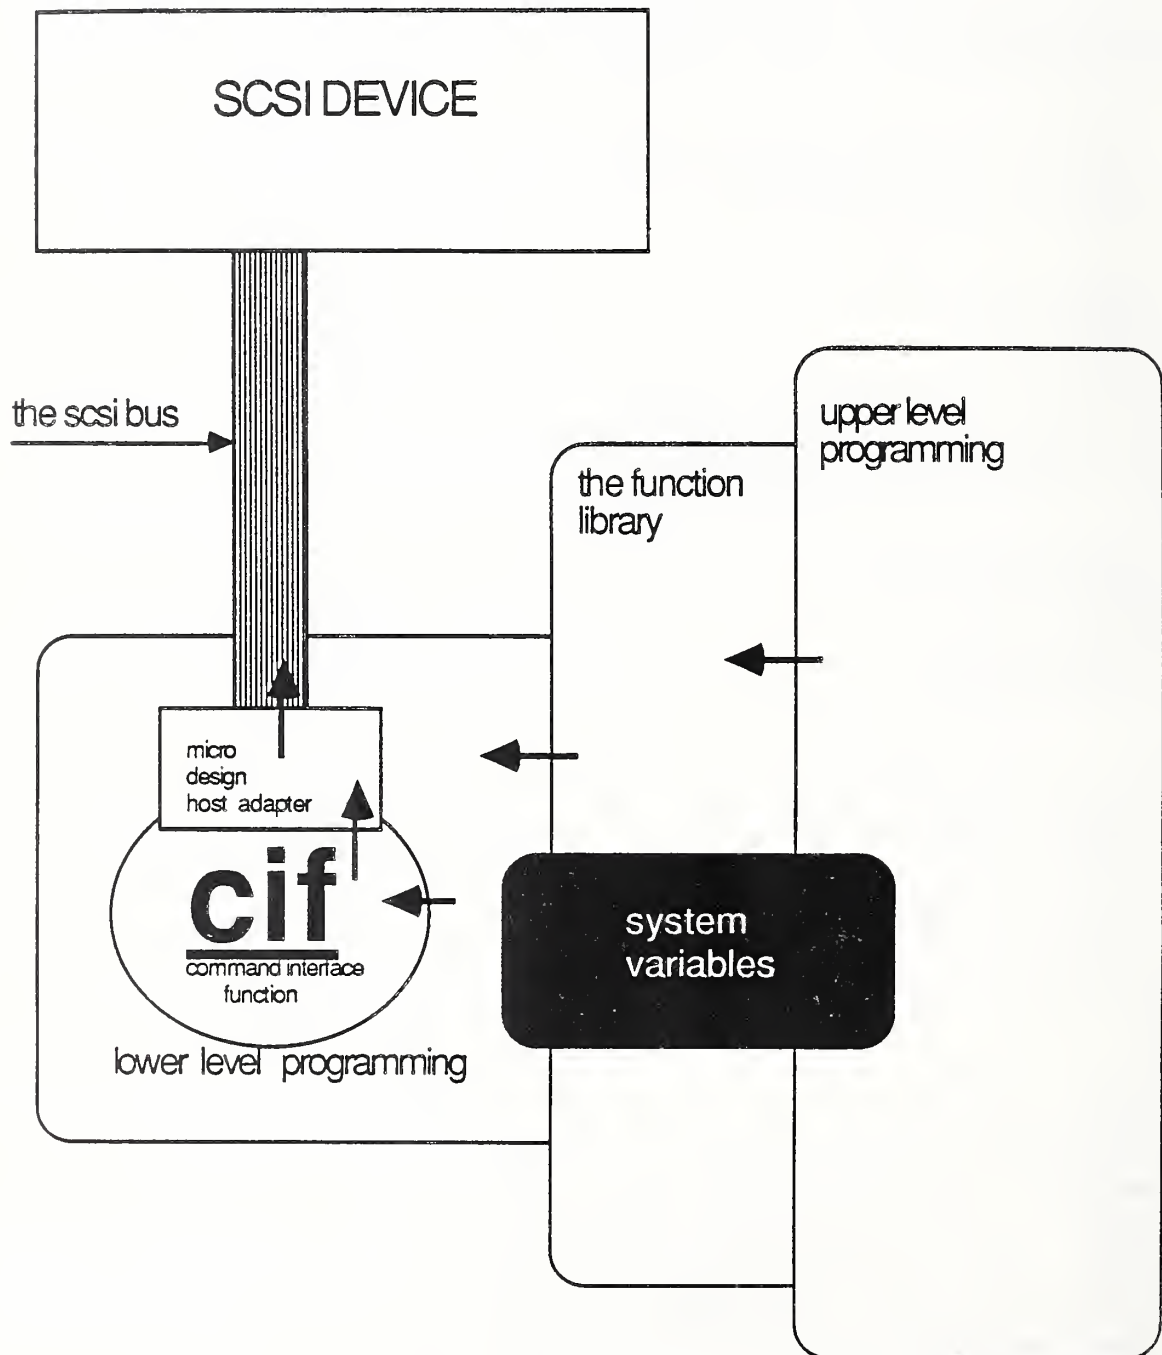 SCSI DEVICE
the scsi bus
upper level
programming
the function
library
micro
design
host adapter
cif
command interface
function
system
variables
lower level programming